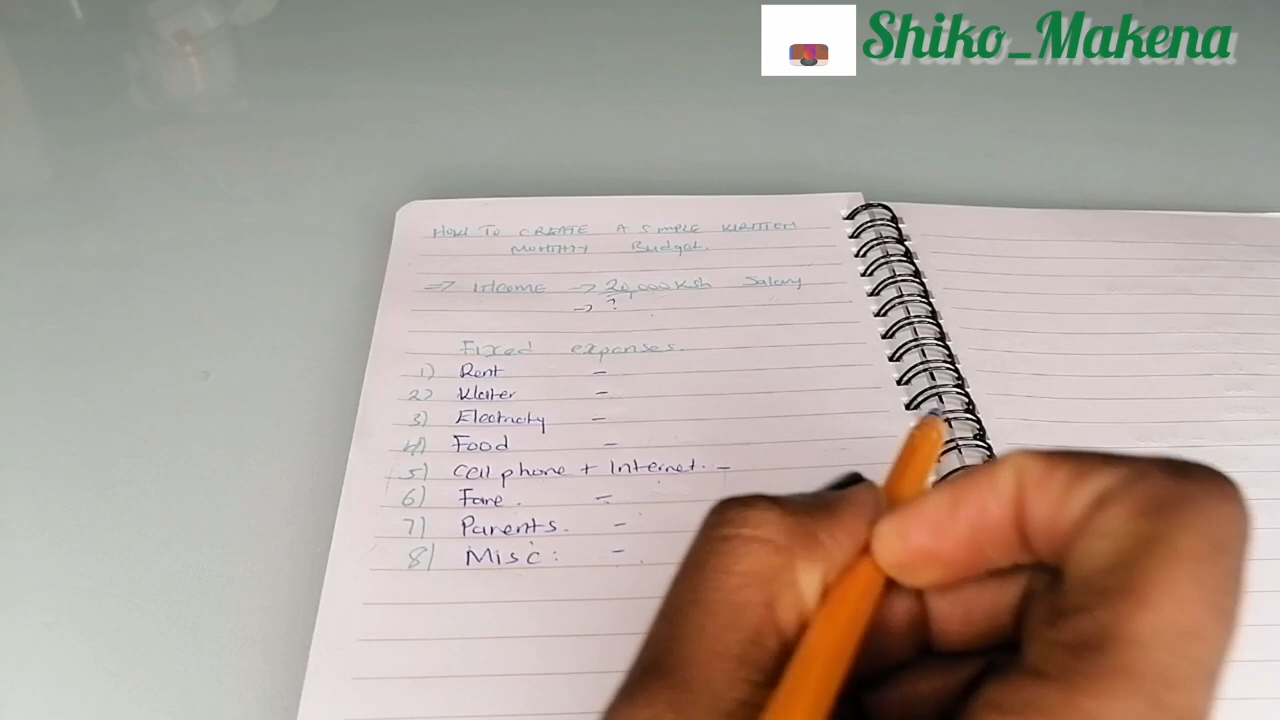 Shiko_Makena
HOW TO CREATE A SIMPLE WRITTEN
MONTHLY Budget.
=> INCOME -> 20,000 Ksh Salary
-> ?
Fixed expenses.
1) Rent -
2) Water -
3) Electricity -
4) Food -
5) Cell phone + Internet. -
6) Fare. -
7) Parents. -
8) Misc: -